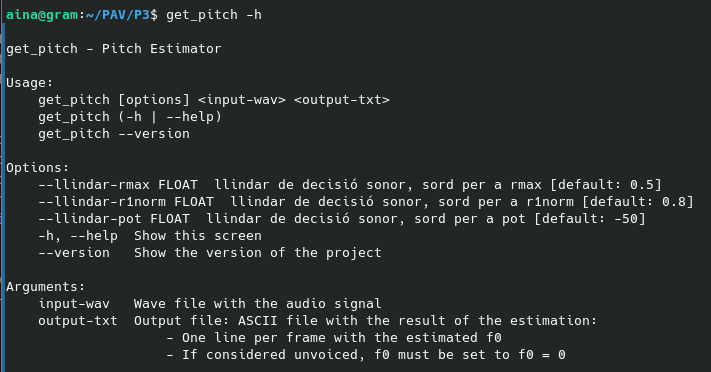 aina@gram:~/PAV/P3$ get_pitch -h
get_pitch - Pitch Estimator
Usage:
get_pitch [options] <input-wav> <output-txt>
get_pitch (-h | --help)
get_pitch --version
Options:
--llindar-rmax FLOAT  llindar de decisió sonor, sord per a rmax [default: 0.5]
--llindar-r1norm FLOAT  llindar de decisió sonor, sord per a r1norm [default: 0.8]
--llindar-pot FLOAT  llindar de decisió sonor, sord per a pot [default: -50]
-h, --help  Show this screen
--version   Show the version of the project
Arguments:
input-wav   Wave file with the audio signal
output-txt  Output file: ASCII file with the result of the estimation:
- One line per frame with the estimated f0
- If considered unvoiced, f0 must be set to f0 = 0